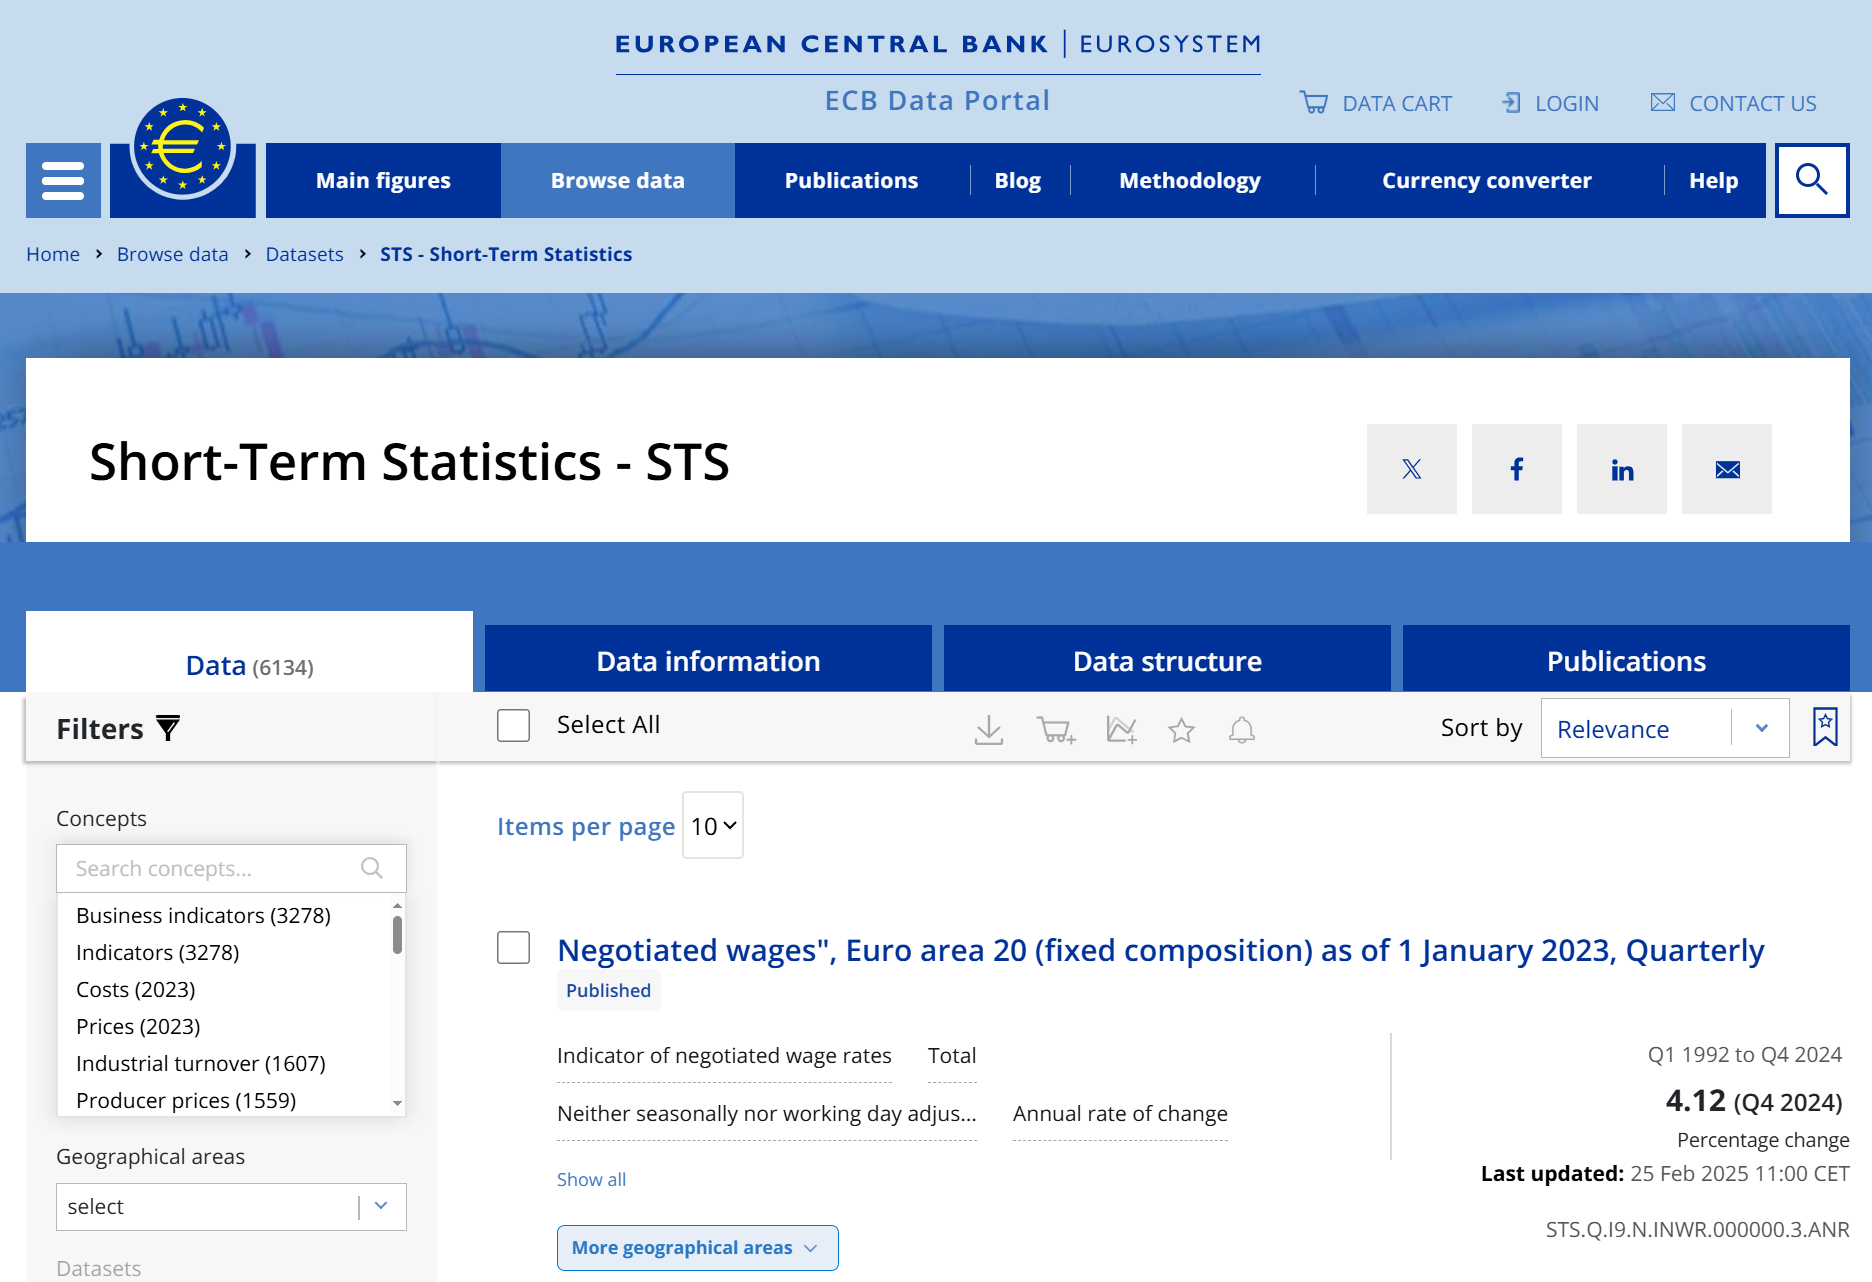 EUROPEAN CENTRAL BANK | EUROSYSTEM
ECB Data Portal
DATA CART
LOGIN
CONTACT US
Main figures
Browse data
Publications
Blog
Methodology
Currency converter
Help
Home > Browse data > Datasets > STS - Short-Term Statistics
Short-Term Statistics - STS
Data (6134)
Data information
Data structure
Publications
Filters
Select All
Sort by
Relevance
Concepts
Search concepts...
Business indicators (3278)
Indicators (3278)
Costs (2023)
Prices (2023)
Industrial turnover (1607)
Producer prices (1559)
Geographical areas
select
Datasets
Items per page 10
Negotiated wages", Euro area 20 (fixed composition) as of 1 January 2023, Quarterly
Published
Indicator of negotiated wage rates
Total
Neither seasonally nor working day adjus...
Annual rate of change
Show all
More geographical areas
Q1 1992 to Q4 2024
4.12 (Q4 2024)
Percentage change
Last updated: 25 Feb 2025 11:00 CET
STS.Q.I9.N.INWR.000000.3.ANR